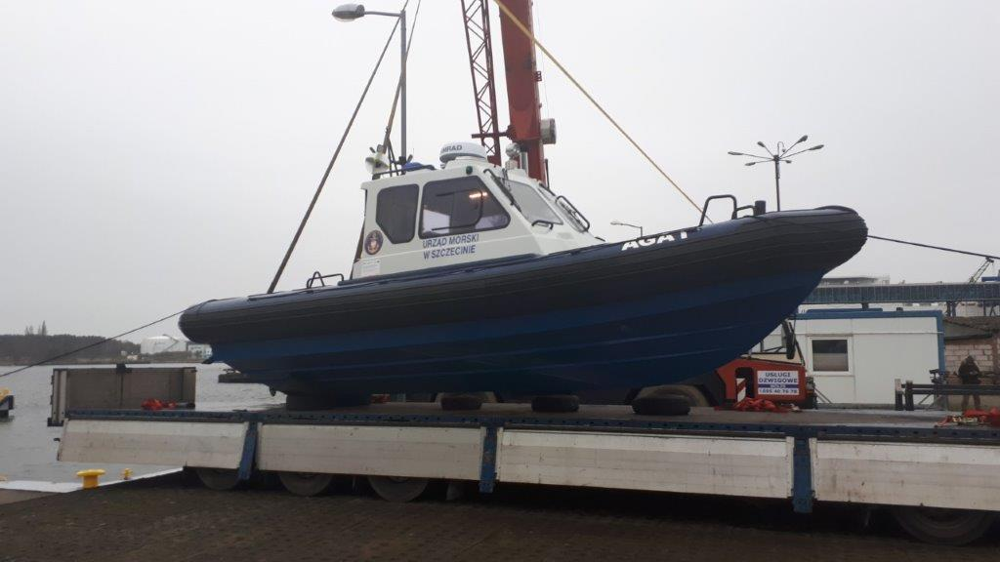 URZĄD MORSKI
W SZCZECINIE
AGAT
USŁUGI
DŹWIGOWE